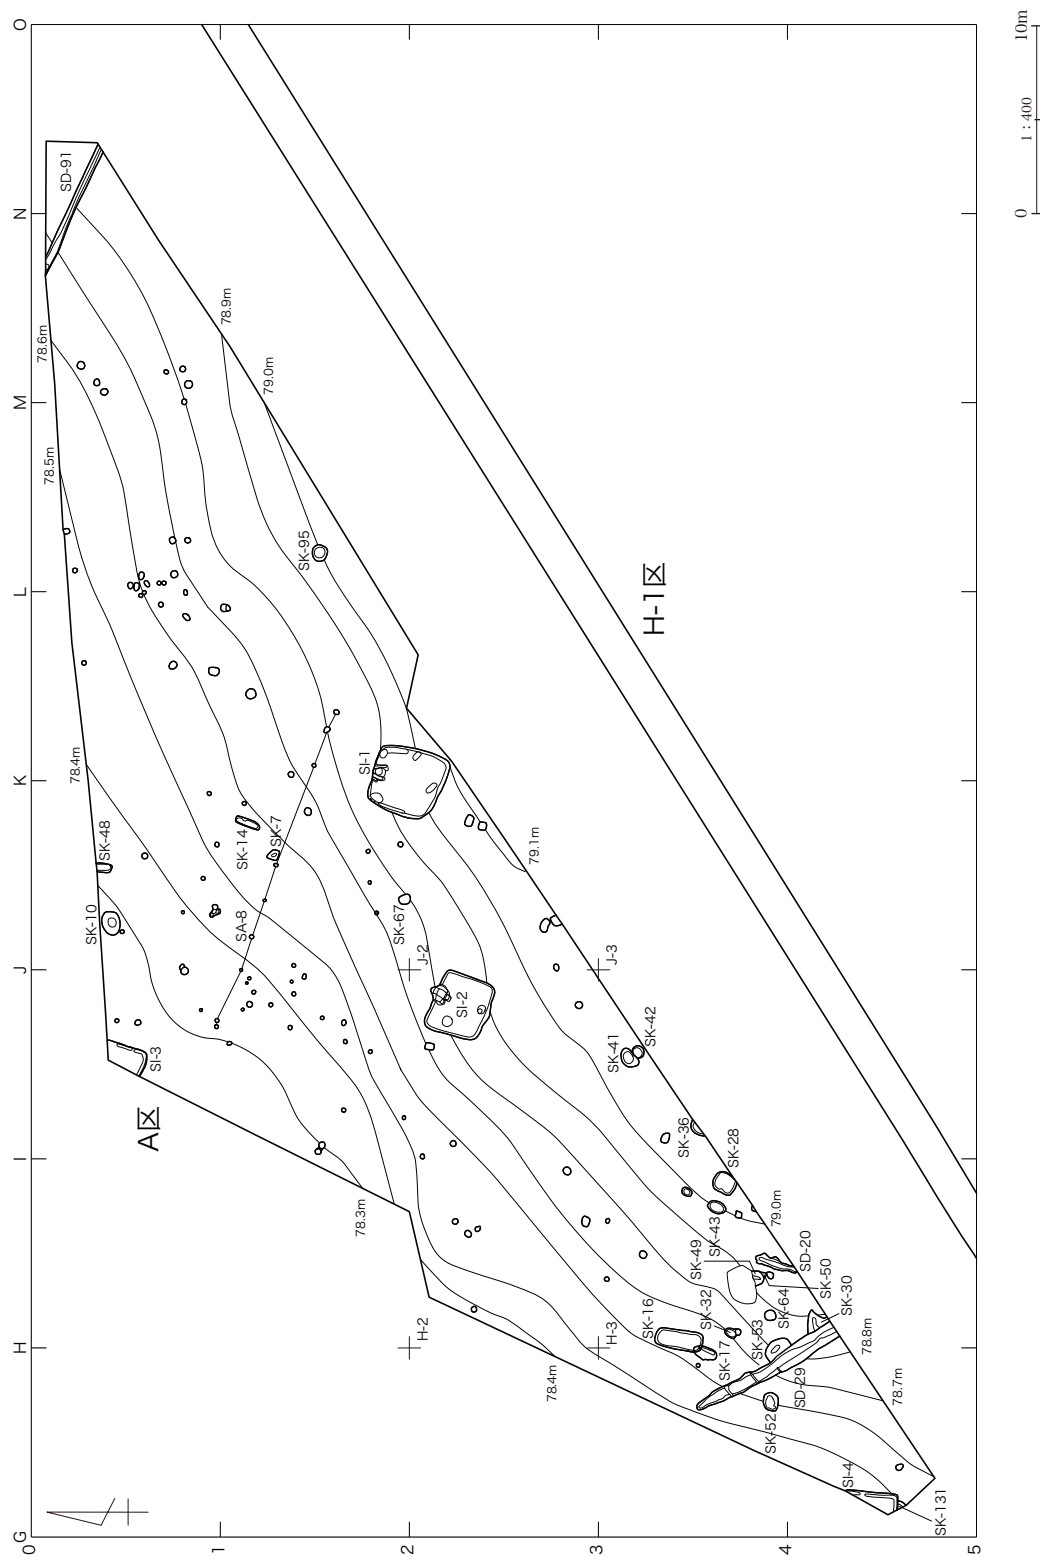 O
N
M
L
K
J
I
H
G
0
1
2
3
4
5
0
1 : 400
10m
SD-91
78.6m
78.9m
79.0m
78.5m
SK-95
H-1区
78.4m
SI-1
SK-48
SK-14
SK-7
SK-10
SA-8
SK-67
79.1m
J-2
J-3
SI-2
SI-3
A区
SK-41
SK-42
SK-36
SK-28
78.3m
SK-43
79.0m
SK-49
SD-20
SK-50
SK-16
SK-32
SK-64
SK-30
H-2
H-3
SK-17
SK-53
78.8m
78.4m
SD-29
78.7m
SK-52
SI-4
SK-131